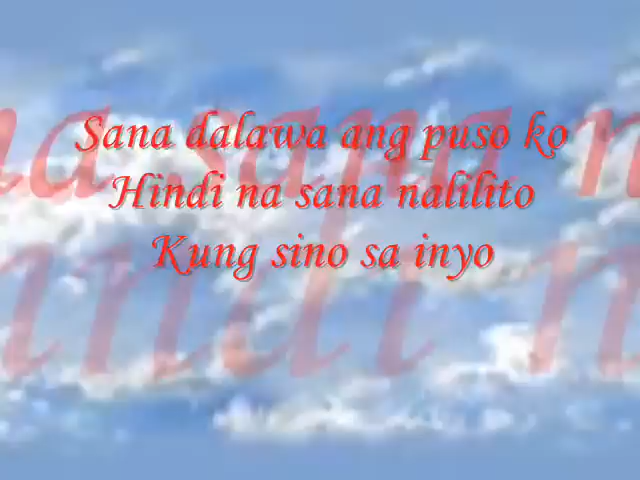 Sana dalawa ang puso ko
Hindi na sana nalilito
Kung sino sa inyo